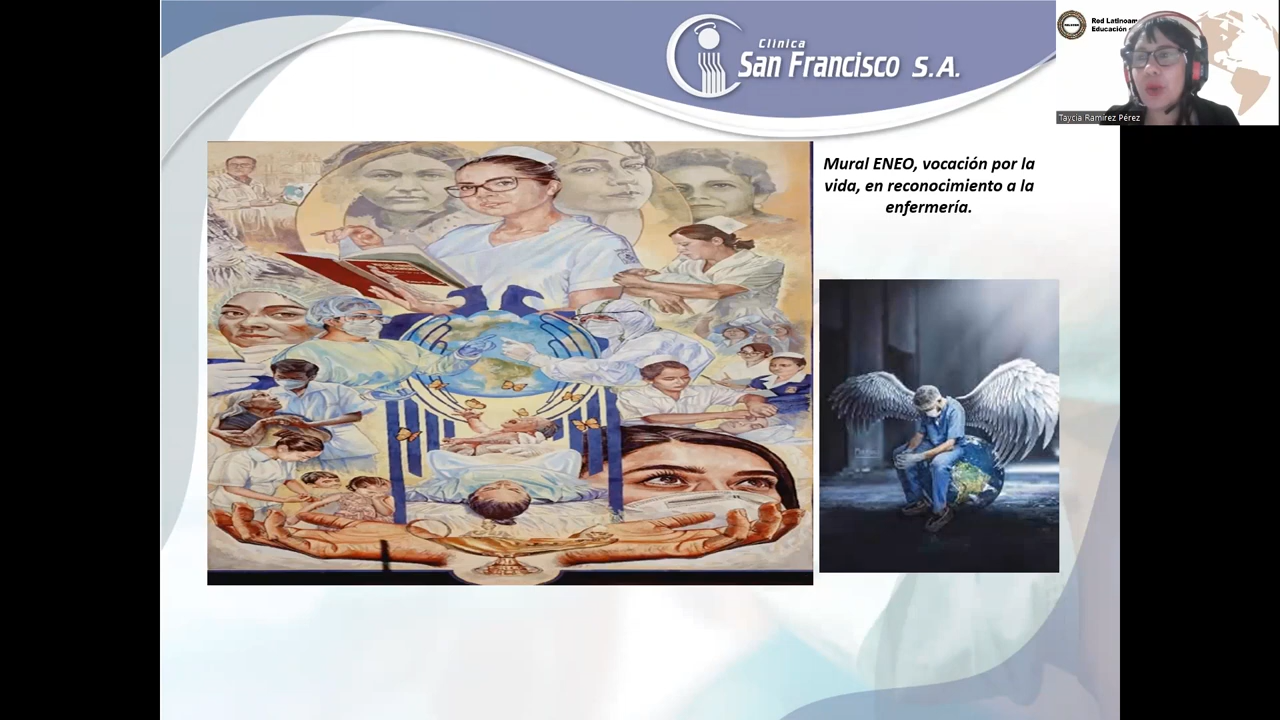 Clínica
San Francisco S.A.
Red Latinoam
Educación
Taycia Ramírez Pérez
Mural ENEO, vocación por la
vida, en reconocimiento a la
enfermería.